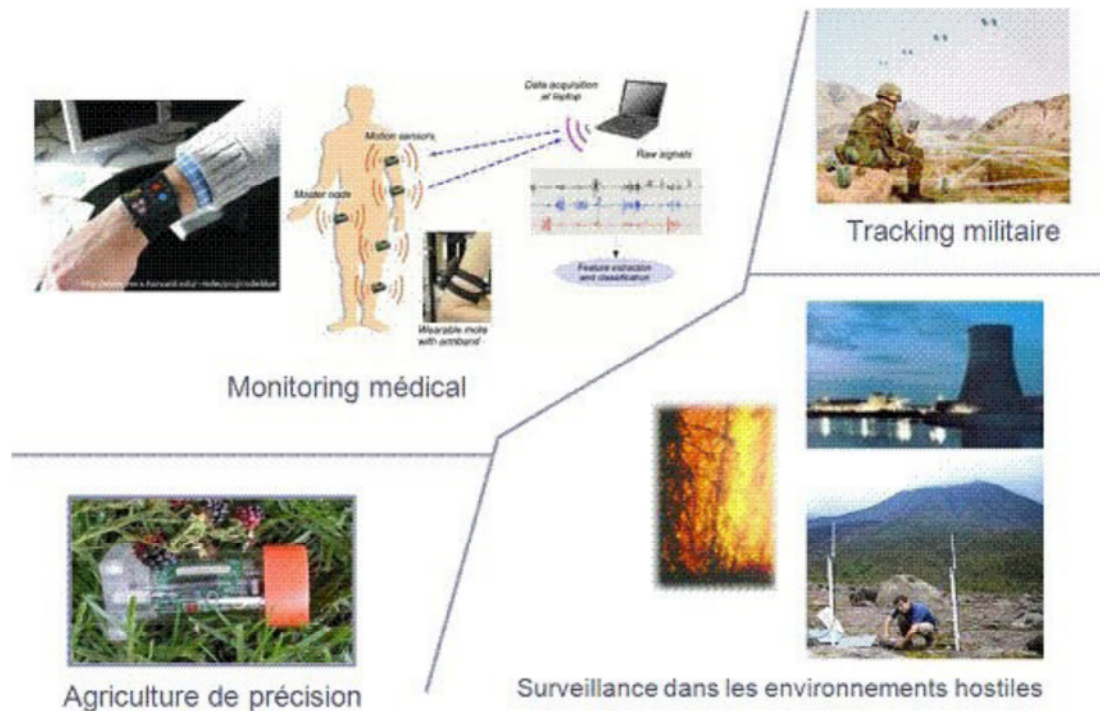 Data acquisition
at laptop
Motion sensors
Raw signals
Master node
Feature extraction
and classification
Wearable mote
with armband
Tracking militaire
Monitoring médical
Agriculture de précision
Surveillance dans les environnements hostiles